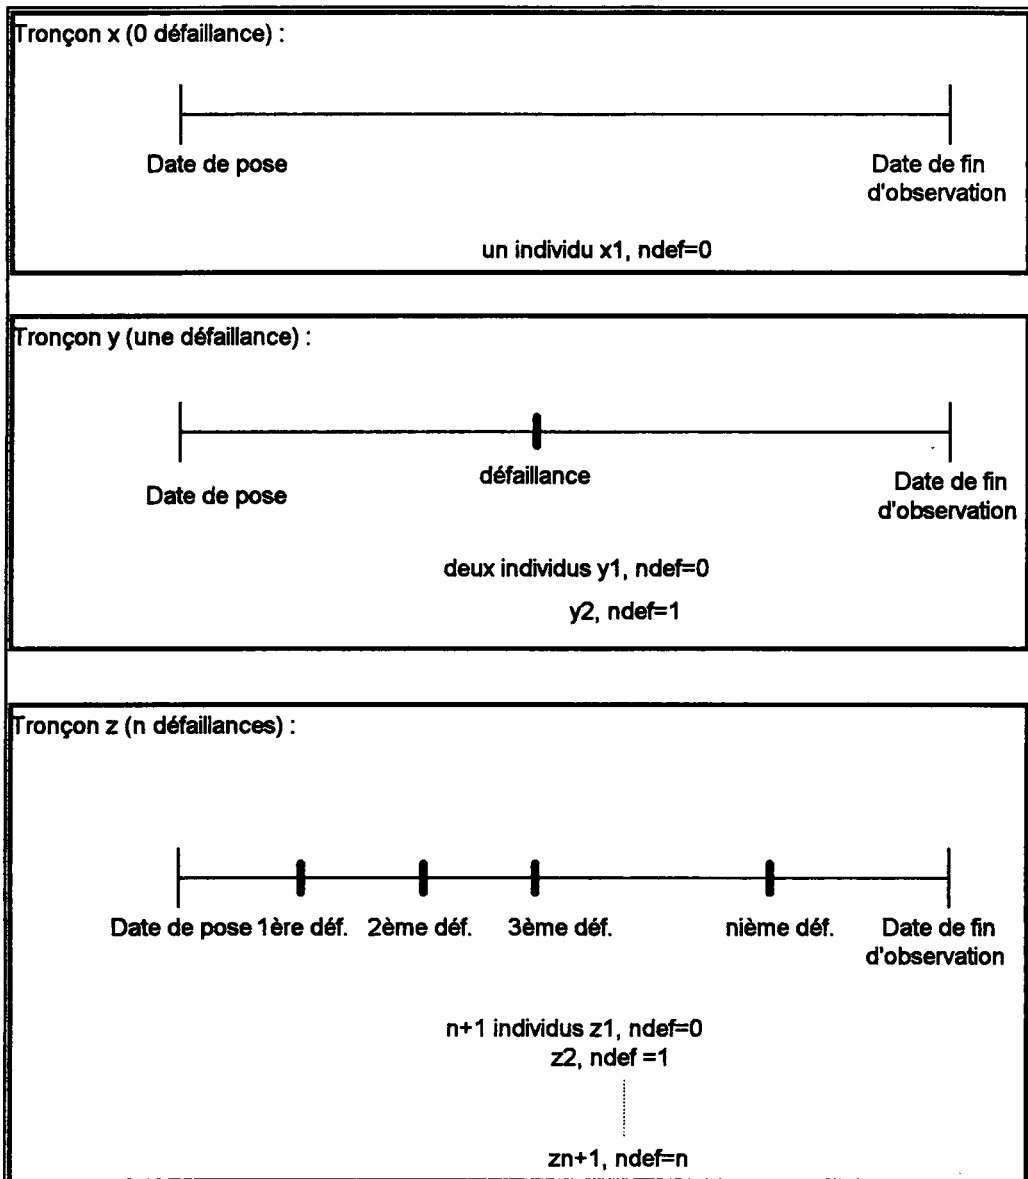 Tronçon x (0 défaillance) :
Date de pose
Date de fin
d'observation
un individu x1, ndef=0
Tronçon y (une défaillance) :
défaillance
Date de pose
Date de fin
d'observation
deux individus y1, ndef=0
y2, ndef=1
Tronçon z (n défaillances) :
Date de pose 1ère déf. 2ème déf. 3ème déf. nième déf. Date de fin
d'observation
n+1 individus z1, ndef=0
z2, ndef =1
zn+1, ndef=n